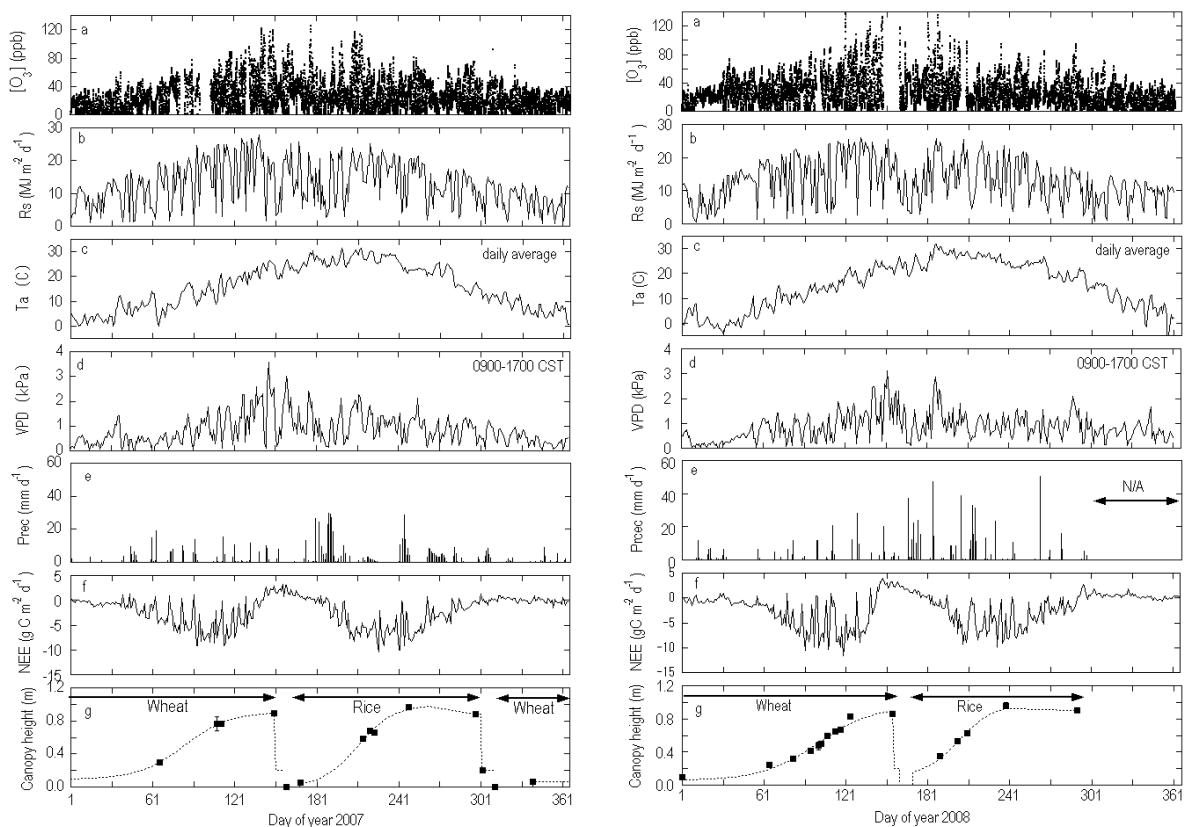 a
[O3] (ppb)
120
80
40
0
b
Rs (MJ m-2 d-1)
30
20
10
0
c
daily average
Ta (C)
30
20
10
0
d
0900-1700 CST
VPD (kPa)
4
3
2
1
0
e
Prec (mm d-1)
60
40
20
0
f
NEE (g C m-2 d-1)
5
0
-5
-10
-15
g
Wheat
Rice
Wheat
Canopy height (m)
1.2
0.8
0.4
0.0
1 61 121 181 241 301 361
Day of year 2007
a
[O3] (ppb)
120
80
40
0
b
Rs (MJ m-2 d-1)
30
20
10
0
c
daily average
Ta (C)
30
20
10
0
d
0900-1700 CST
VPD (kPa)
4
3
2
1
0
e
N/A
Prcec (mm d-1)
60
40
20
0
f
NEE (gC m-2 d-1)
5
0
-5
-10
-15
g
Wheat
Rice
Canopy height (m)
1.2
0.8
0.4
0.0
1 61 121 181 241 301 361
Day of year 2008